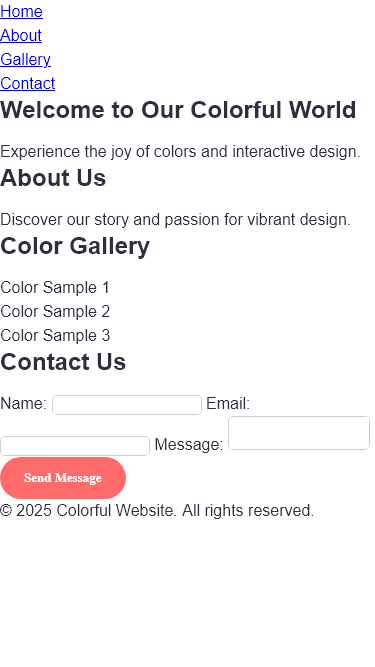 Home
About
Gallery
Contact
Welcome to Our Colorful World
Experience the joy of colors and interactive design.
About Us
Discover our story and passion for vibrant design.
Color Gallery
Color Sample 1
Color Sample 2
Color Sample 3
Contact Us
Name: Email:
Message:
Send Message
© 2025 Colorful Website. All rights reserved.